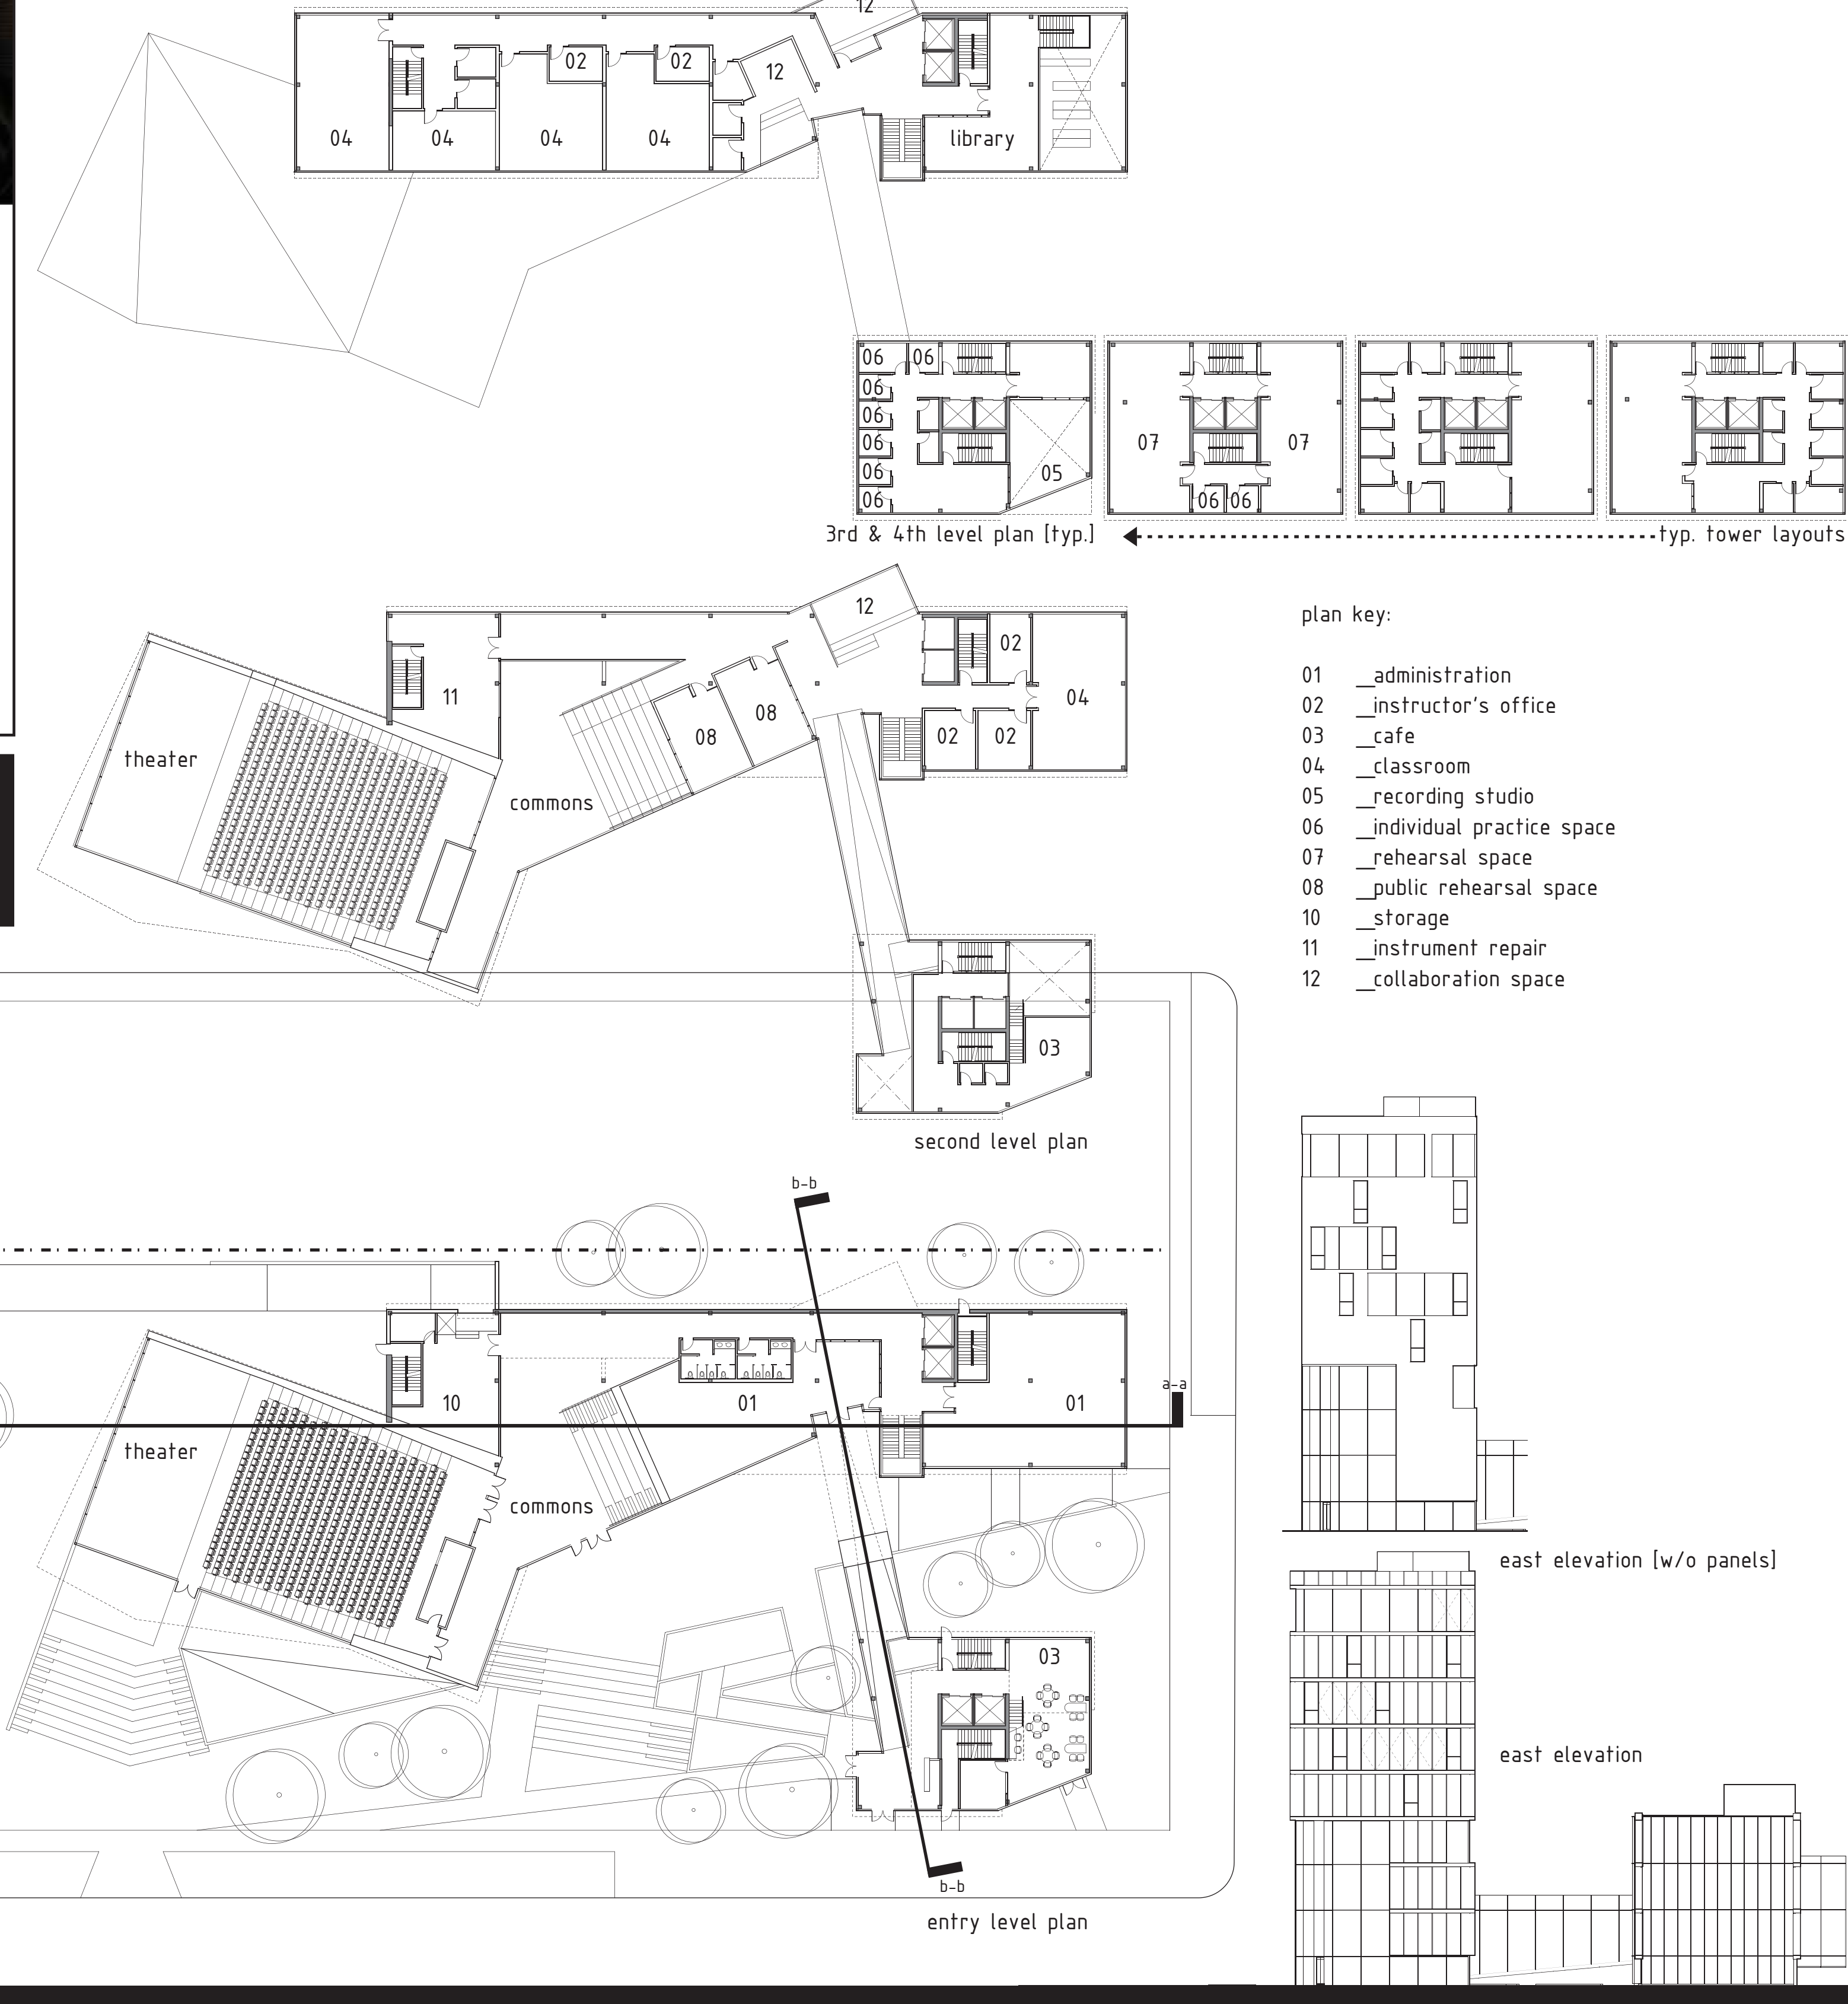 12
02
02
12
04
04
04
04
library
06
06
06
06
06
06
06
06
05
07
07
06
06
3rd & 4th level plan [typ.]
typ. tower layouts
12
02
11
08
08
02
02
04
theater
commons
03
second level plan
plan key:
01 __administration
02 __instructor's office
03 __cafe
04 __classroom
05 __recording studio
06 __individual practice space
07 __rehearsal space
08 __public rehearsal space
10 __storage
11 __instrument repair
12 __collaboration space
b-b
a-a
10
01
01
theater
commons
03
b-b
entry level plan
east elevation [w/o panels]
east elevation